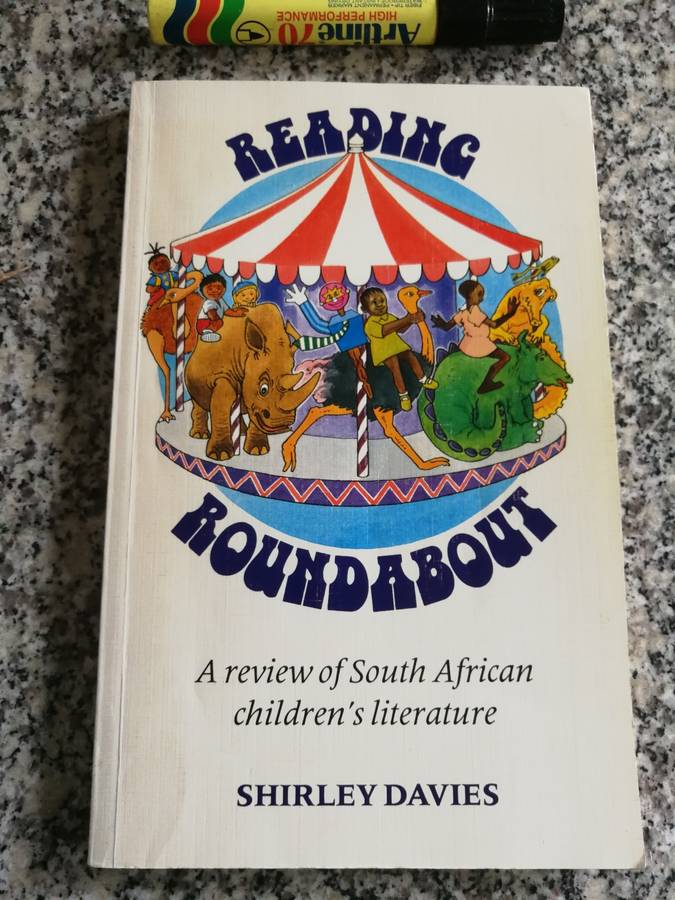 Artline 70
HIGH PERFORMANCE
READING
ROUNDABOUT
A review of South African
children's literature
SHIRLEY DAVIES